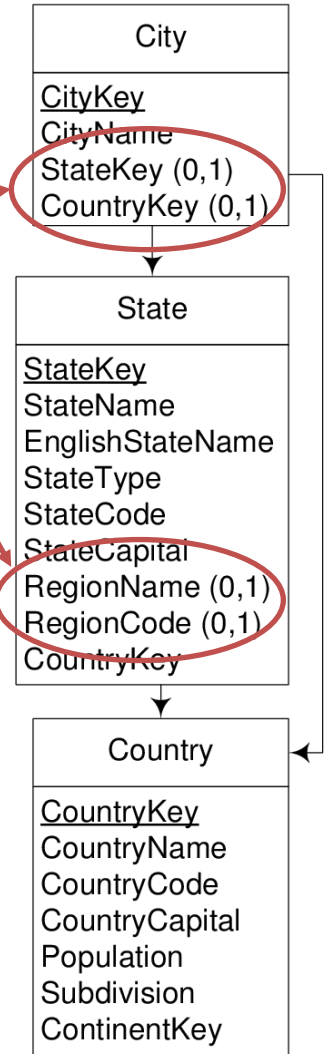 City
CityKey
CityName
StateKey (0,1)
CountryKey (0,1)
State
StateKey
StateName
EnglishStateName
StateType
StateCode
StateCapital
RegionName (0,1)
RegionCode (0,1)
CountryKey
Country
CountryKey
CountryName
CountryCode
CountryCapital
Population
Subdivision
ContinentKey